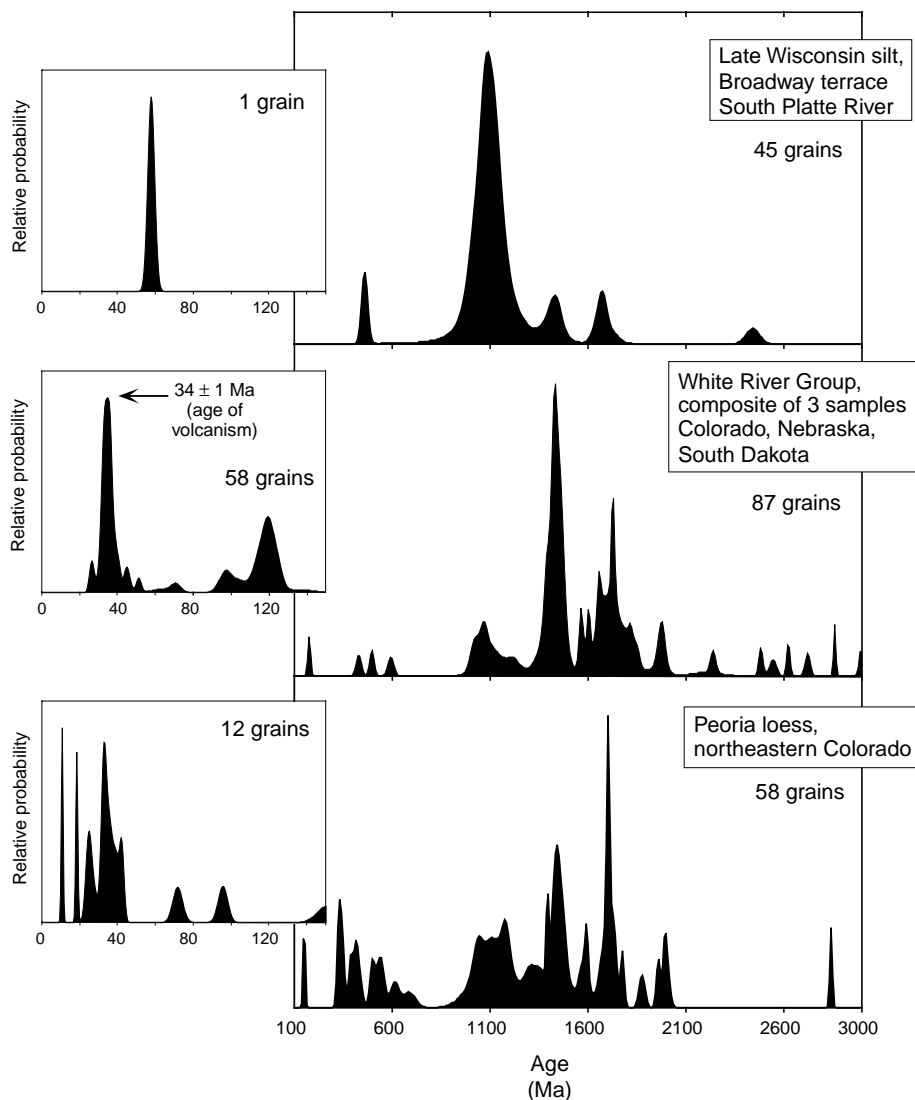 Late Wisconsin silt,
Broadway terrace
South Platte River
45 grains
Relative probability
1 grain
0 40 80 120
White River Group,
composite of 3 samples
Colorado, Nebraska,
South Dakota
87 grains
Relative probability
34 ± 1 Ma
(age of
volcanism)
58 grains
0 40 80 120
Peoria loess,
northeastern Colorado
58 grains
Relative probability
12 grains
0 40 80 120
100 600 1100 1600 2100 2600 3000
Age
(Ma)